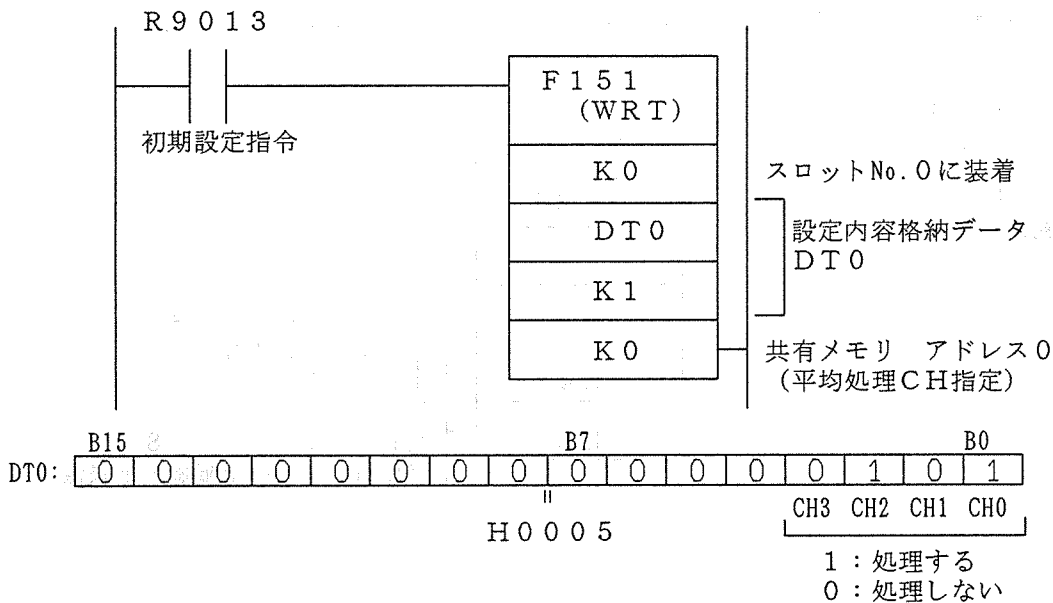 R9013
F151
(WRT)
初期設定指令
K0
スロットNo.0に装着
DT0
設定内容格納データ
DT0
K1
K0
共有メモリ アドレス0
(平均処理CH指定)
B15 B7 B0
DT0: 0 0 0 0 0 0 0 0 0 0 0 0 0 1 0 1
CH3 CH2 CH1 CH0
=
H0005
1:処理する
0:処理しない